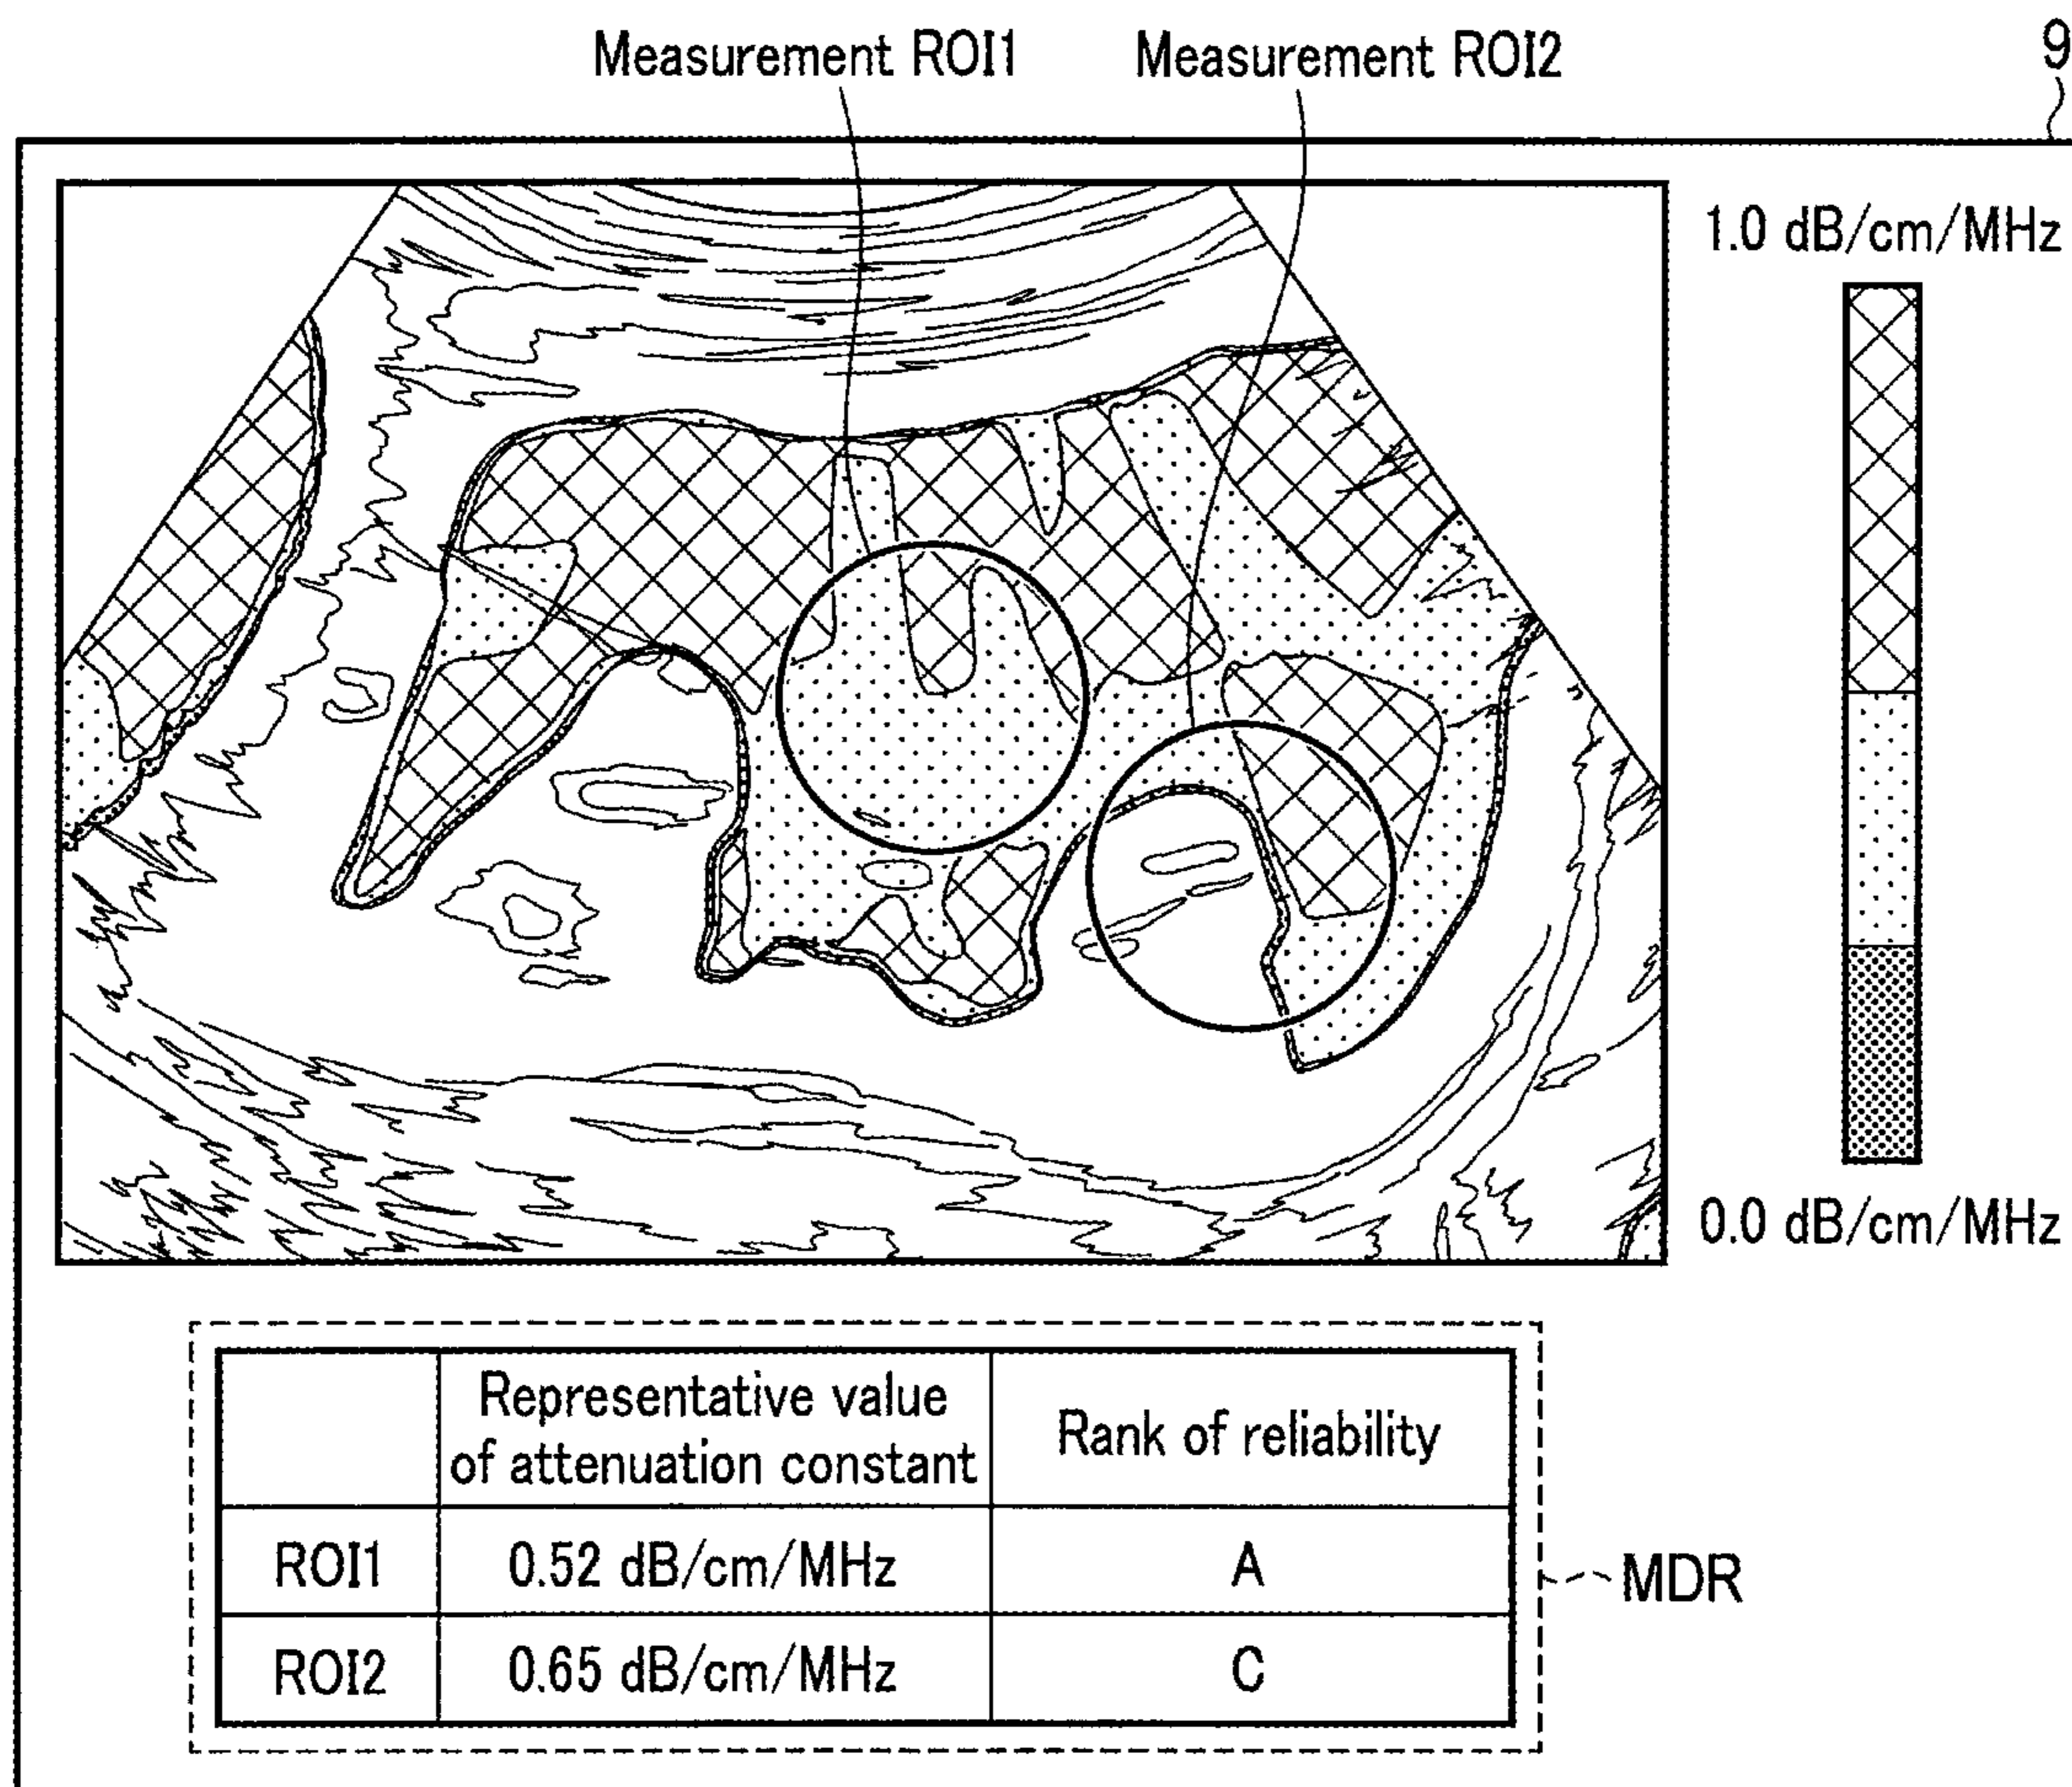 Measurement ROI1
Measurement ROI2
9
1.0 dB/cm/MHz
0.0 dB/cm/MHz
Representative value
of attenuation constant
Rank of reliability
ROI1
0.52 dB/cm/MHz
A
MDR
ROI2
0.65 dB/cm/MHz
C